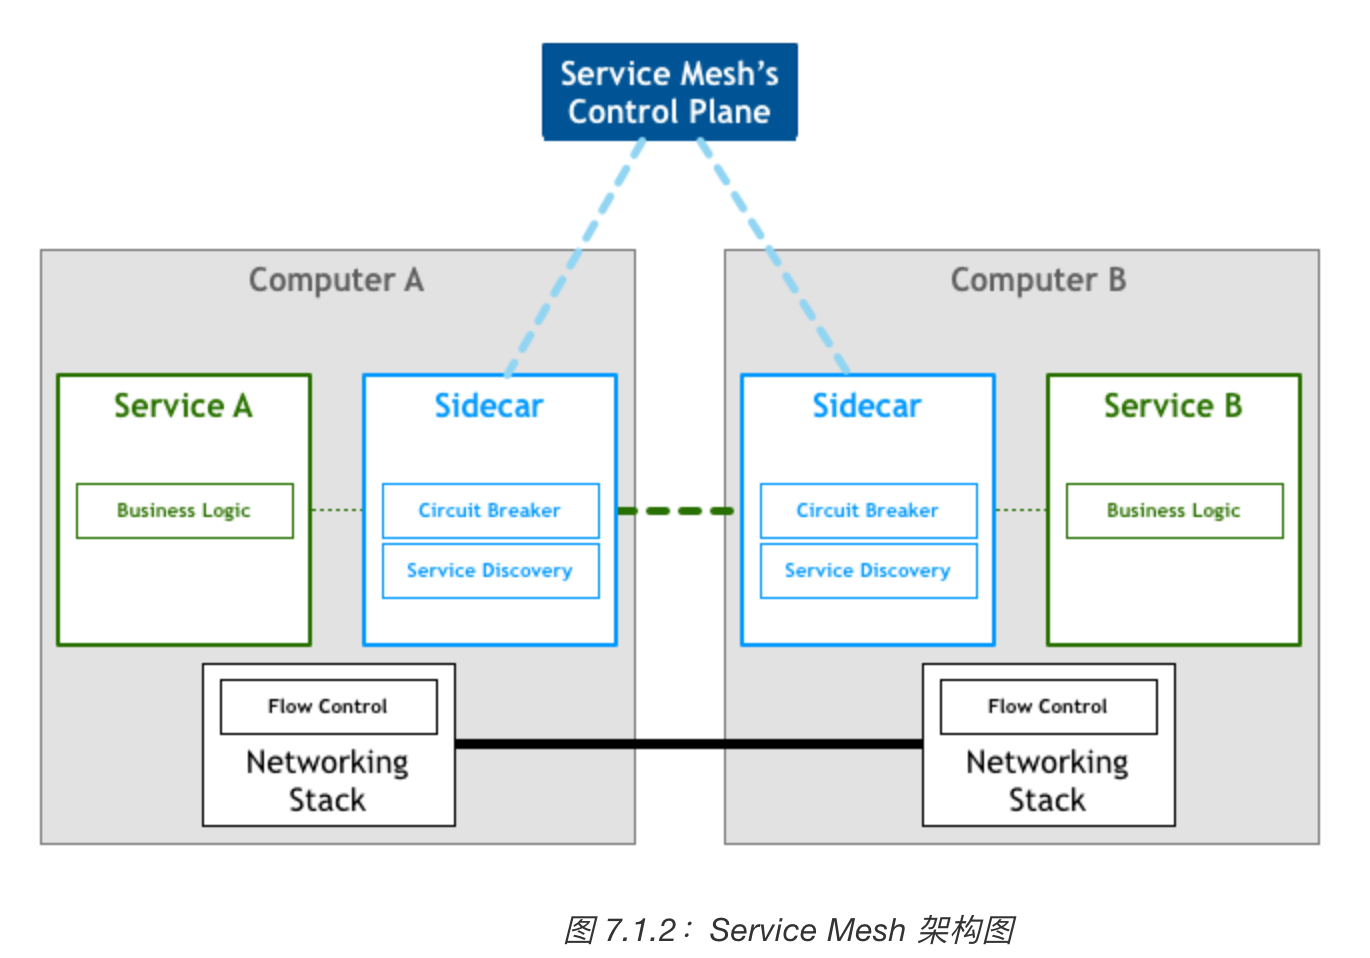 Service Mesh’s
Control Plane
Computer A
Service A
Business Logic
Sidecar
Circuit Breaker
Service Discovery
Flow Control
Networking
Stack
Computer B
Sidecar
Circuit Breaker
Service Discovery
Service B
Business Logic
Flow Control
Networking
Stack
图 7.1.2：Service Mesh 架构图